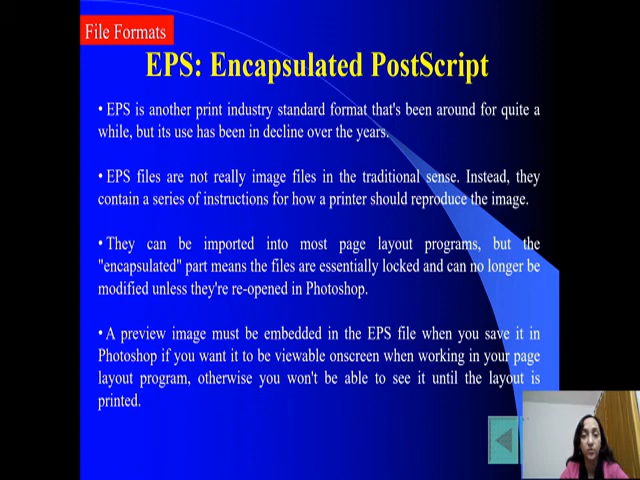 File Formats
EPS: Encapsulated PostScript
• EPS is another print industry standard format that's been around for quite a
while, but its use has been in decline over the years.
• EPS files are not really image files in the traditional sense. Instead, they
contain a series of instructions for how a printer should reproduce the image.
• They can be imported into most page layout programs, but the
"encapsulated" part means the files are essentially locked and can no longer be
modified unless they're re-opened in Photoshop.
• A preview image must be embedded in the EPS file when you save it in
Photoshop if you want it to be viewable onscreen when working in your page
layout program, otherwise you won't be able to see it until the layout is
printed.